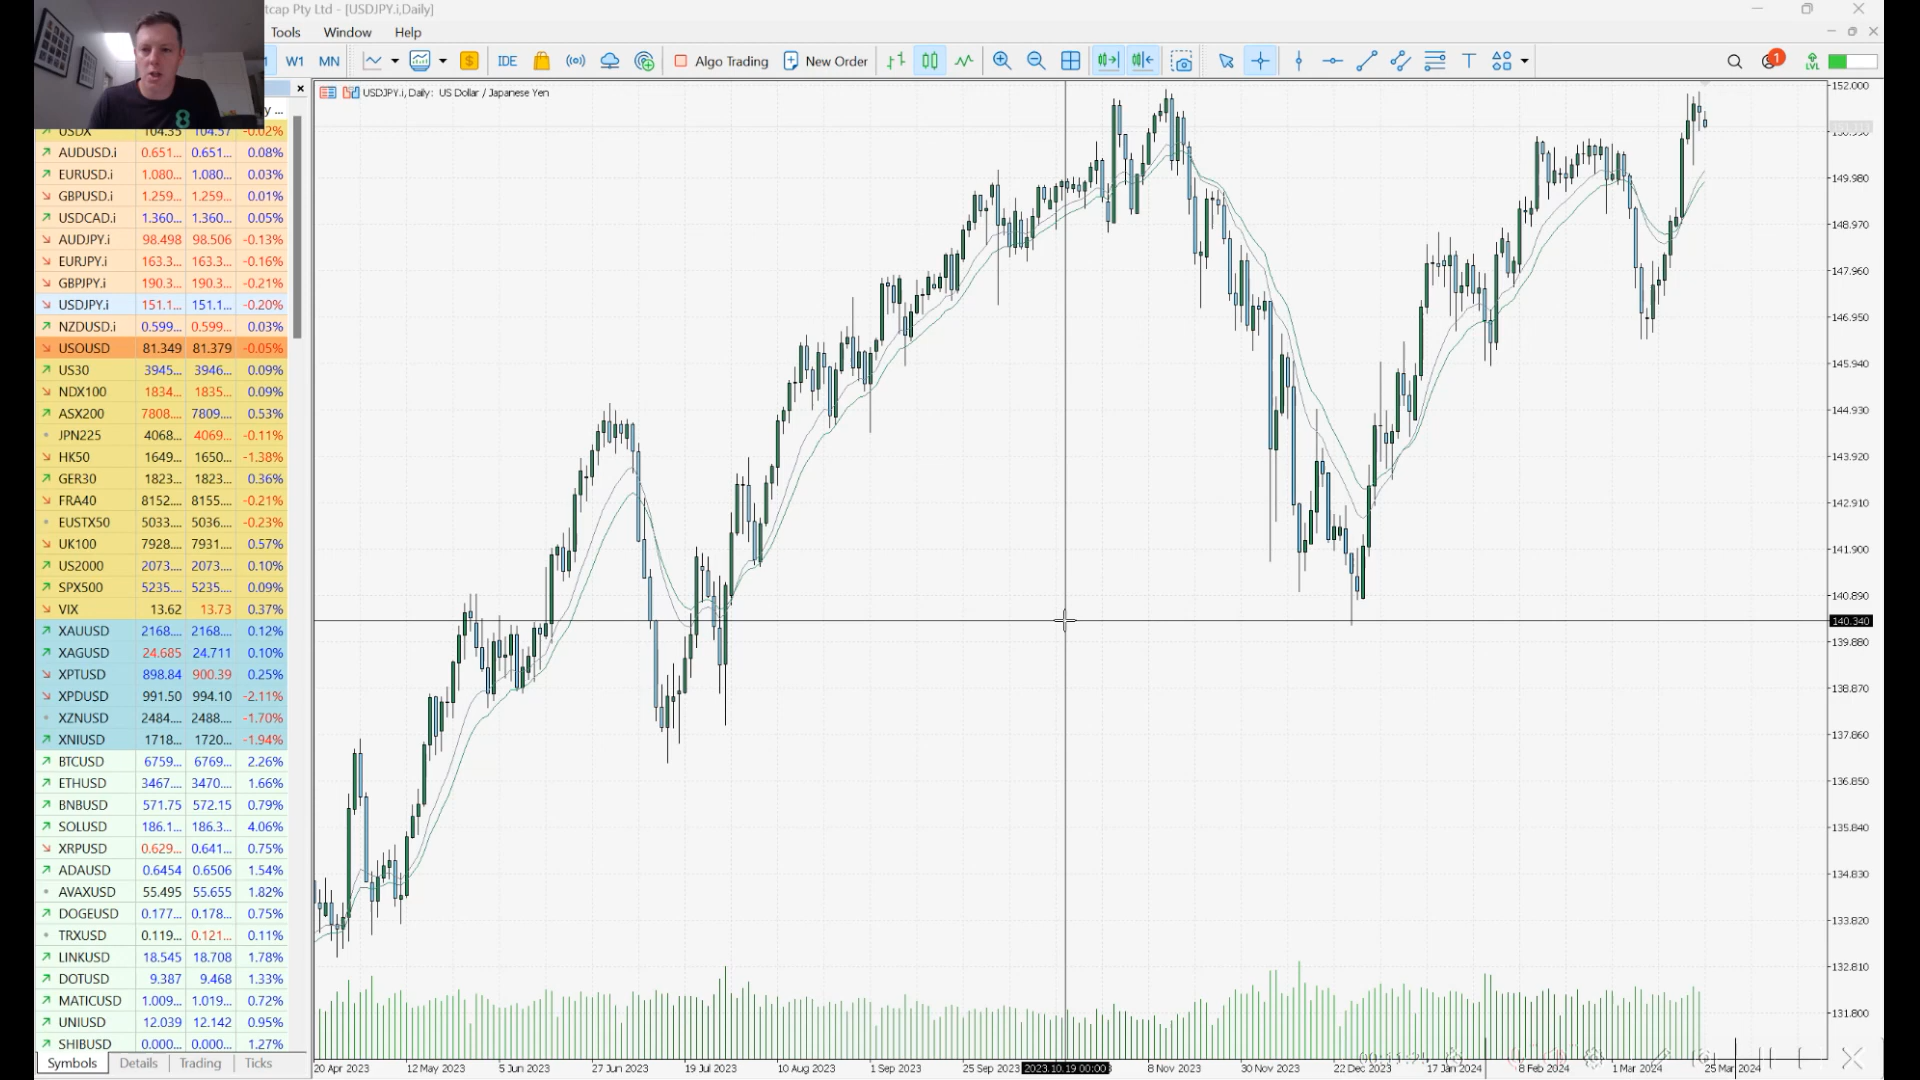 tcap Pty Ltd - [USDJPY.i,Daily]
Tools Window Help
W1 MN IDE Algo Trading New Order T 1 LVL
USDJPY.i, Daily: US Dollar / Japanese Yen
8
y ...
USDX 104.35 104.57 -0.02%
AUDUSD.i 0.651... 0.651... 0.08%
EURUSD.i 1.080... 1.080... 0.03%
GBPUSD.i 1.259... 1.259... 0.01%
USDCAD.i 1.360... 1.360... 0.05%
AUDJPY.i 98.498 98.506 -0.13%
EURJPY.i 163.3... 163.3... -0.16%
GBPJPY.i 190.3... 190.3... -0.21%
USDJPY.i 151.1... 151.1... -0.20%
NZDUSD.i 0.599... 0.599... 0.03%
USOUSD 81.349 81.379 -0.05%
US30 3945... 3946... 0.09%
NDX100 1834... 1835... 0.09%
ASX200 7808.... 7809.... 0.53%
JPN225 4068... 4069... -0.11%
HK50 1649... 1650... -1.38%
GER30 1823... 1823... 0.36%
FRA40 8152.... 8155.... -0.21%
EUSTX50 5033.... 5036.... -0.23%
UK100 7928.... 7931.... 0.57%
US2000 2073.... 2073.... 0.10%
SPX500 5235.... 5235.... 0.09%
VIX 13.62 13.73 0.37%
XAUUSD 2168.... 2168.... 0.12%
XAGUSD 24.685 24.711 0.10%
XPTUSD 898.84 900.39 0.25%
XPDUSD 991.50 994.10 -2.11%
XZNUSD 2484.... 2488.... -1.70%
XNIUSD 1718... 1720... -1.94%
BTCUSD 6759... 6769... 2.26%
ETHUSD 3467.... 3470.... 1.66%
BNBUSD 571.75 572.15 0.79%
SOLUSD 186.1... 186.3... 4.06%
XRPUSD 0.629... 0.641... 0.75%
ADAUSD 0.6454 0.6506 1.54%
AVAXUSD 55.495 55.655 1.82%
DOGEUSD 0.177... 0.178... 0.75%
TRXUSD 0.119... 0.121... 0.11%
LINKUSD 18.545 18.708 1.78%
DOTUSD 9.387 9.468 1.33%
MATICUSD 1.009... 1.019... 0.72%
UNIUSD 12.039 12.142 0.95%
SHIBUSD 0.000... 0.000... 1.27%
Symbols Details Trading Ticks
152.000
149.980
148.970
147.960
146.950
145.940
144.930
143.920
142.910
141.900
140.890
140.340
139.880
138.870
137.860
136.850
135.840
134.830
133.820
132.810
131.800
20 Apr 2023 12 May 2023 5 Jun 2023 27 Jun 2023 19 Jul 2023 10 Aug 2023 1 Sep 2023 25 Sep 2023 2023.10.19 00:00 8 Nov 2023 30 Nov 2023 22 Dec 2023 17 Jan 2024 8 Feb 2024 1 Mar 2024 25 Mar 2024